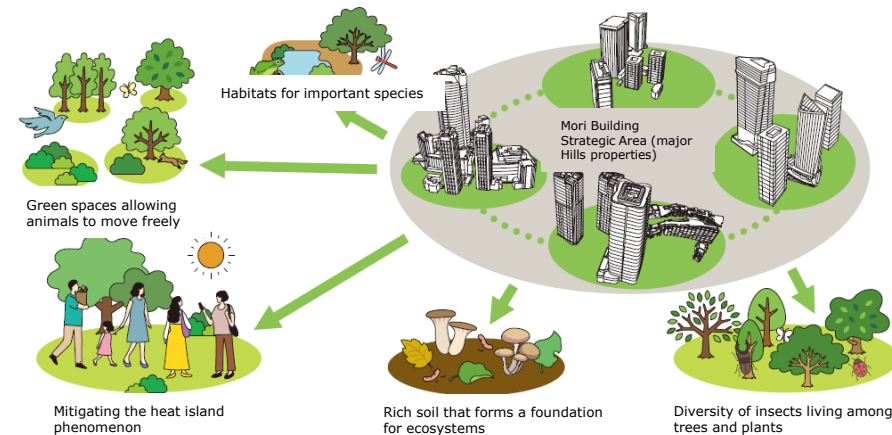 Habitats for important species
Mori Building
Strategic Area (major
Hills properties)
Green spaces allowing
animals to move freely
Mitigating the heat island
phenomenon
Rich soil that forms a foundation
for ecosystems
Diversity of insects living among
trees and plants